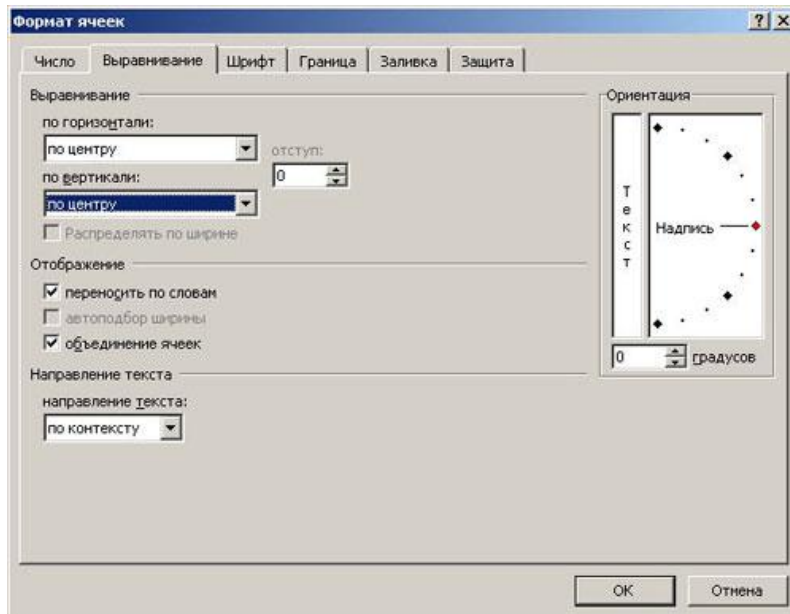 Формат ячеек
Число Выравнивание Шрифт Граница Заливка Защита
Выравнивание
по горизонтали:
по центру
отступ:
0
по вертикали:
по центру
Распределять по ширине
Отображение
переносить по словам
автоподбор ширины
объединение ячеек
Направление текста
направление текста:
по контексту
Ориентация
Текст
Надпись
0 градусов
ОК Отмена